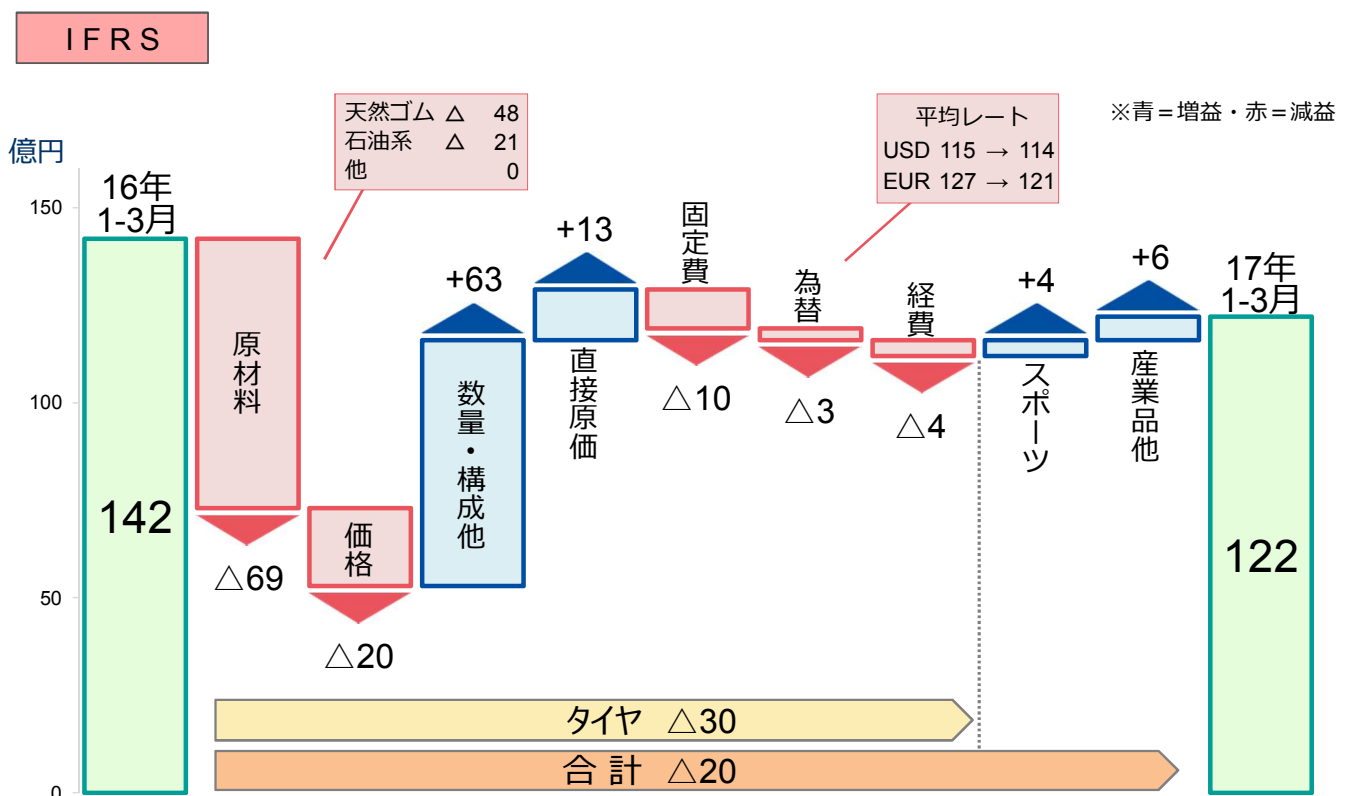 IFRS
天然ゴム △ 48
石油系 △ 21
他 0
平均レート
USD 115 → 114
EUR 127 → 121
※青＝増益・赤＝減益
億円
150
100
50
0
16年
1-3月
142
原材料
△69
価格
△20
+63
数量・構成他
+13
直接原価
固定費
△10
為替
△3
経費
△4
+4
スポーツ
+6
産業品他
17年
1-3月
122
タイヤ △30
合計 △20